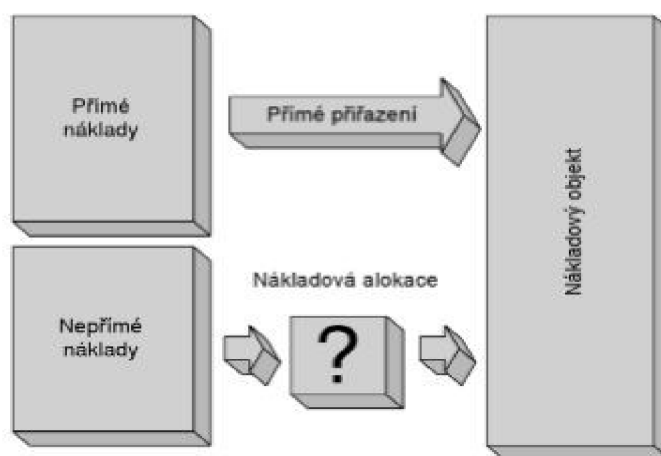 Přímé
náklady
Přímé přiřazení
Nákladová alokace
Nepřímé
náklady
?
Nákladový objekt